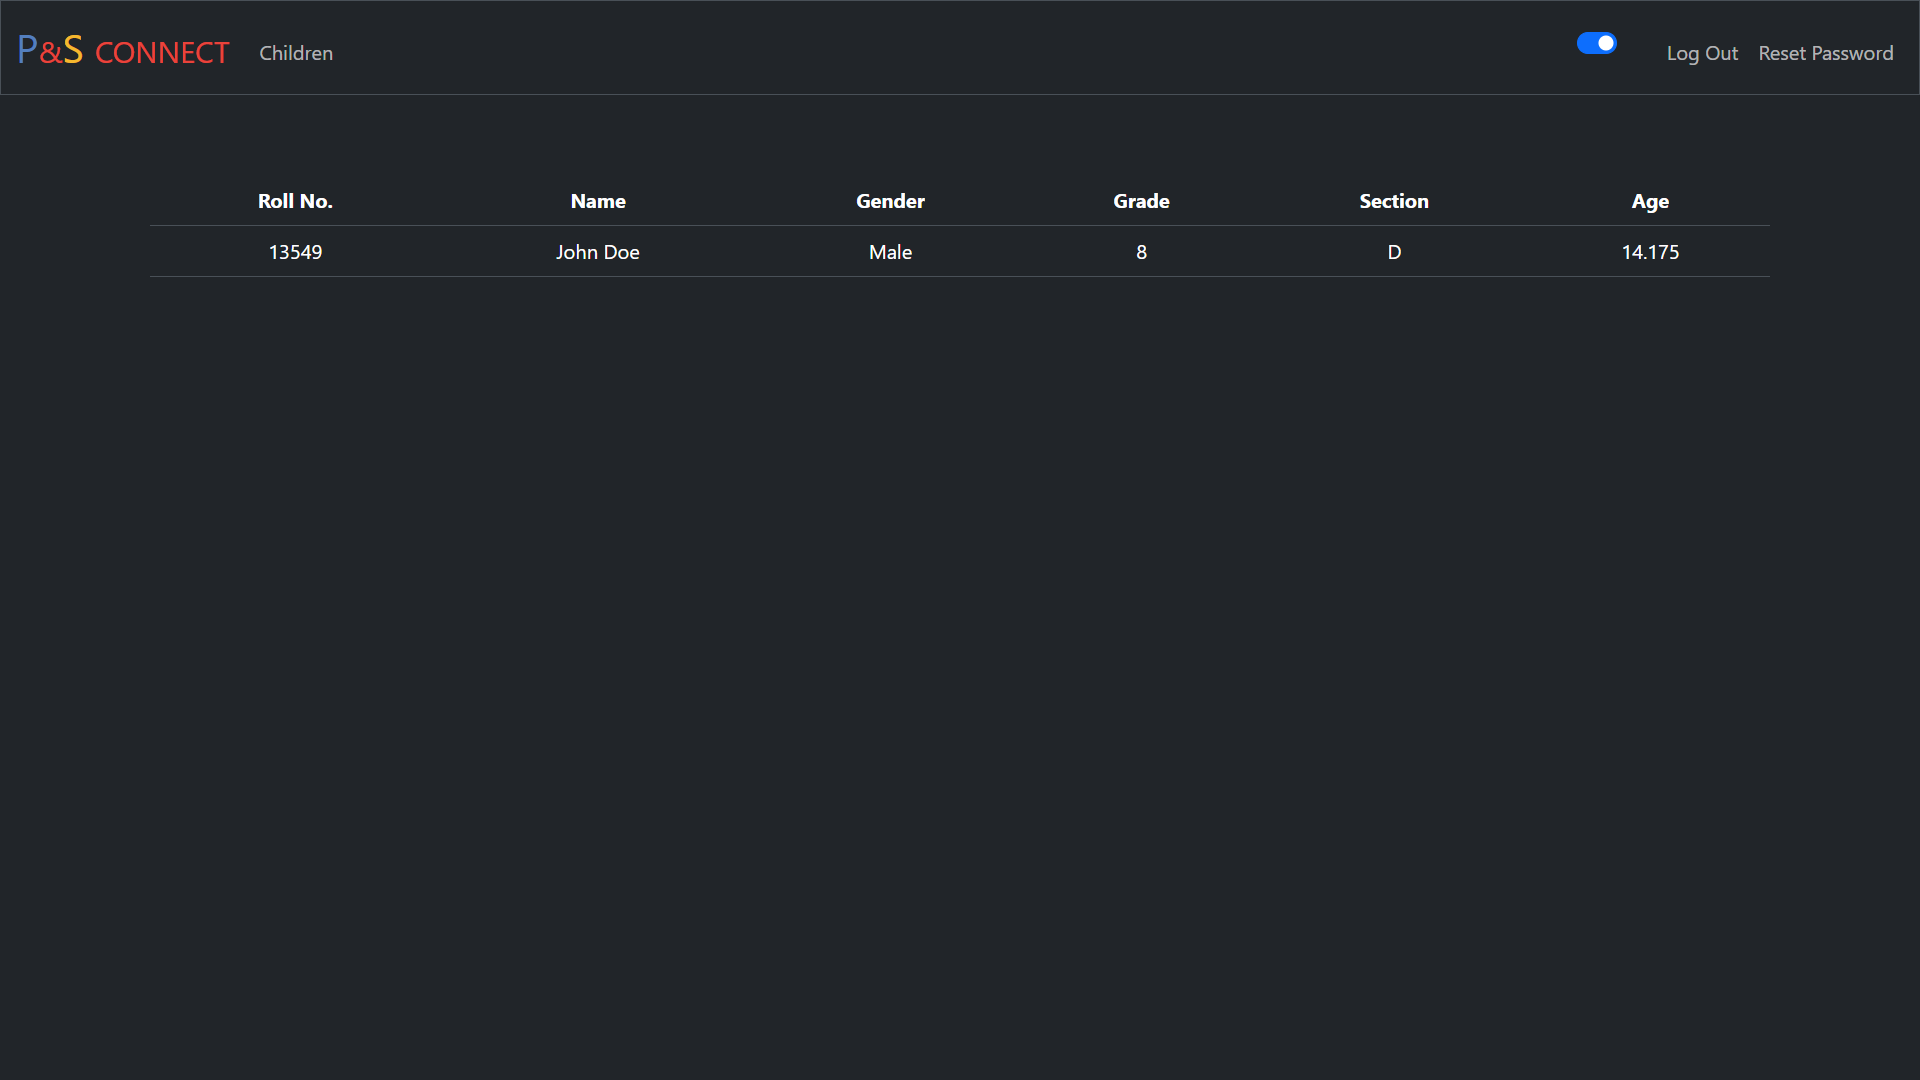 P&S CONNECT Children Log Out Reset Password
Roll No. Name Gender Grade Section Age
13549 John Doe Male 8 D 14.175